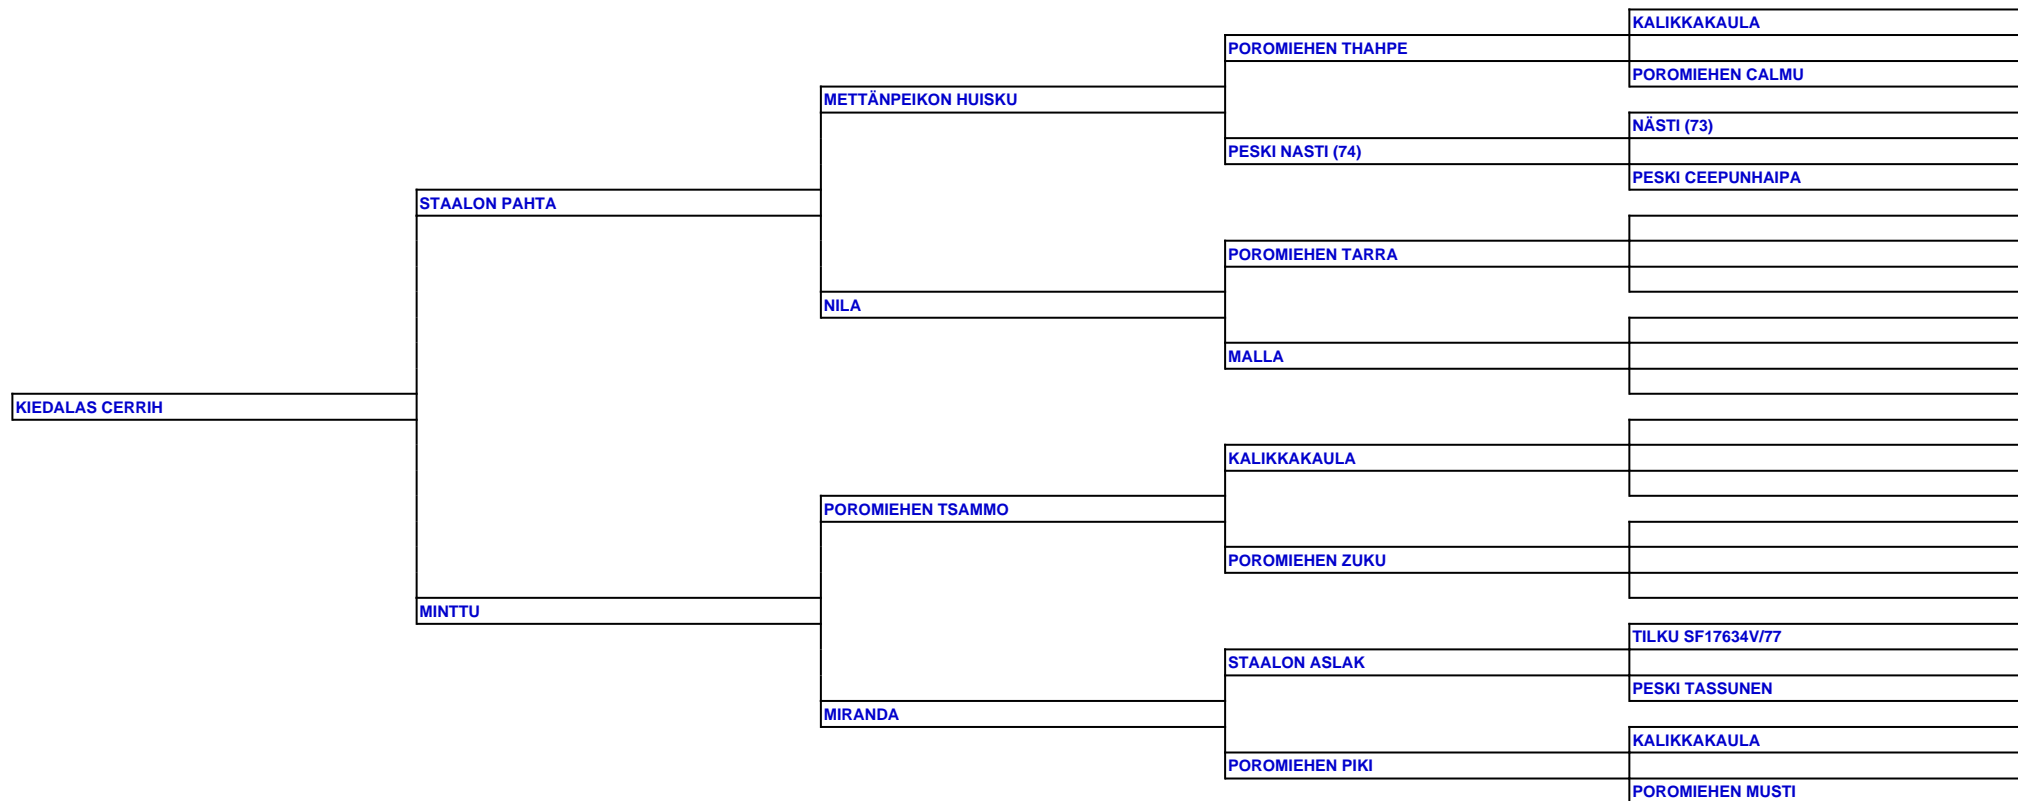 KALIKKAKAULA
POROMIEHEN THAHPE
POROMIEHEN CALMU
METTÄNPEIKON HUISKU
NÄSTI (73)
PESKI NASTI (74)
PESKI CEEPUNHAIPA
STAALON PAHTA
POROMIEHEN TARRA
NILA
MALLA
KIEDALAS CERRIH
KALIKKAKAULA
POROMIEHEN TSAMMO
POROMIEHEN ZUKU
MINTTU
TILKU SF17634V/77
STAALON ASLAK
PESKI TASSUNEN
MIRANDA
KALIKKAKAULA
POROMIEHEN PIKI
POROMIEHEN MUSTI